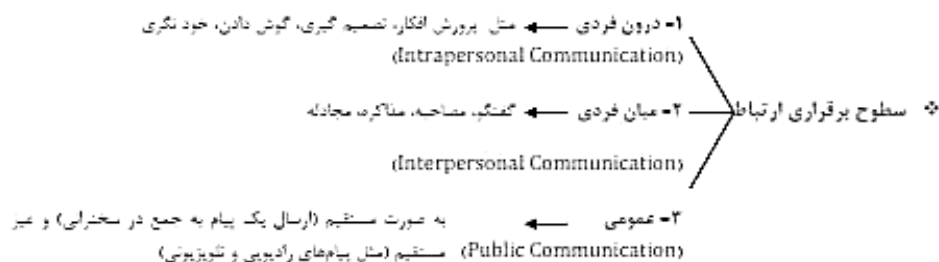 ❖ سطوح برقراری ارتباط
۱- درون فردی ← مثل پرورش افکار، تصمیم گیری، گوش دادن، خود نگری
(Intrapersonal Communication)
۲- میان فردی ← گفتگو، مصاحبه، مذاکره، مجادله
(Interpersonal Communication)
۳- عمومی ← به صورت مستقیم (ارسال یک پیام به جمع در سخنرانی) و غیر
(Public Communication) مستقیم (مثل پیام‌های رادیویی و تلویزیونی)